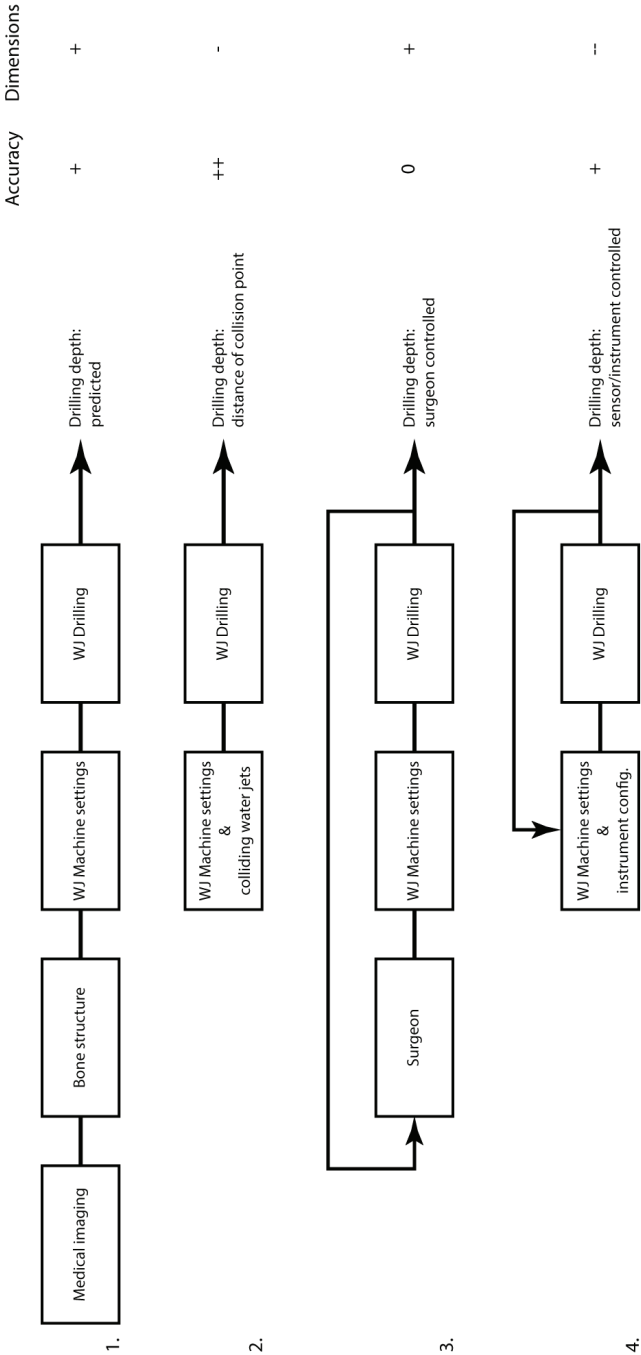 Accuracy Dimensions
1.
Medical imaging
Bone structure
WJ Machine settings
WJ Drilling
Drilling depth:
predicted
+ +
2.
WJ Machine settings
&
colliding water jets
WJ Drilling
Drilling depth:
distance of collision point
++ -
3.
Surgeon
WJ Machine settings
WJ Drilling
Drilling depth:
surgeon controlled
0 +
4.
WJ Machine settings
&
instrument config.
WJ Drilling
Drilling depth:
sensor/instrument controlled
+ --